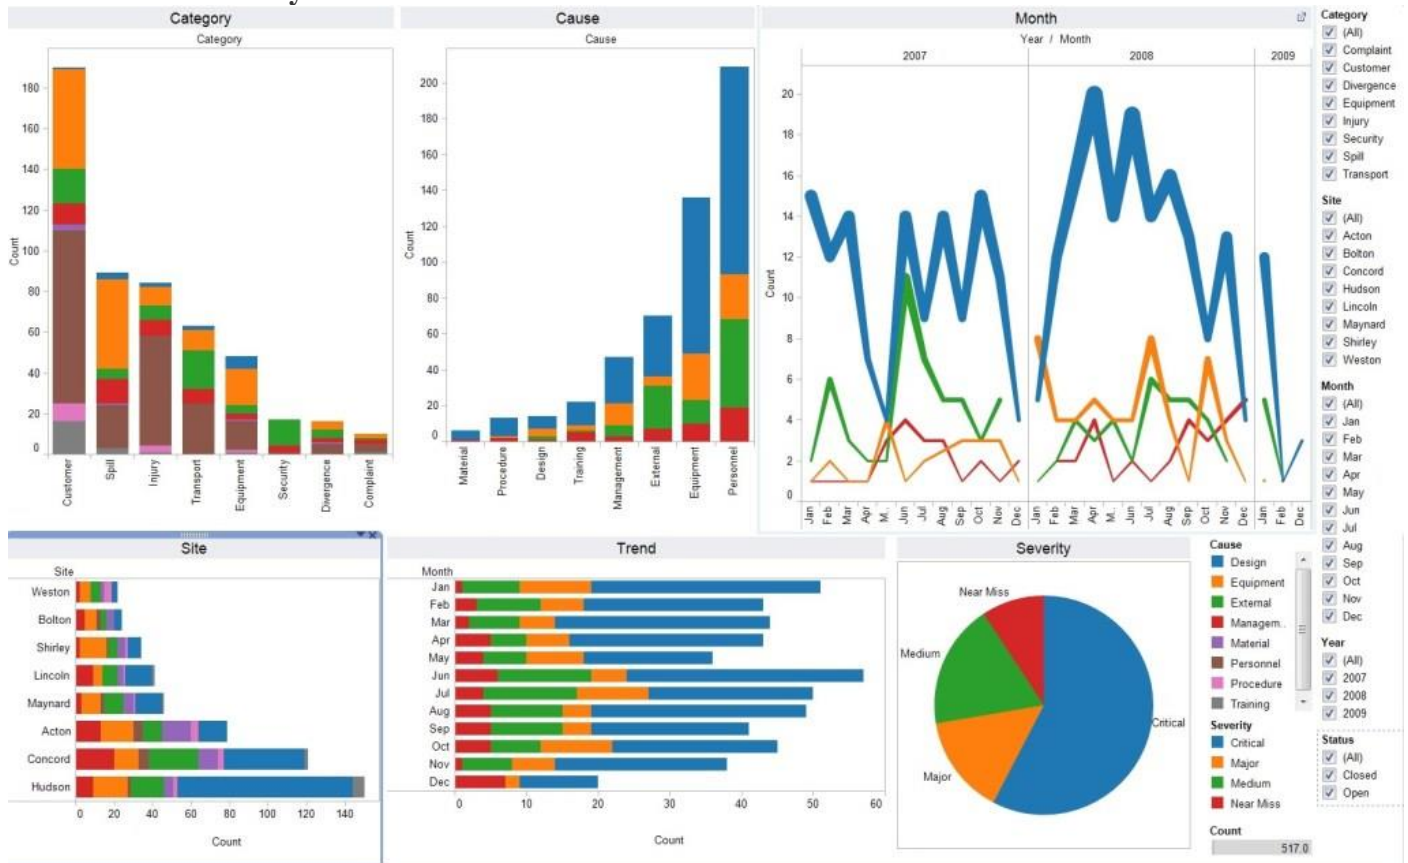 Category
Category
Count
180
160
140
120
100
80
60
40
20
0
Customer
Spill
Injury
Transport
Equipment
Security
Divergence
Complaint
Cause
Cause
Count
200
180
160
140
120
100
80
60
40
20
0
Material
Procedure
Design
Training
Management
External
Equipment
Personnel
Month
Year / Month
2007 2008 2009
Count
20
18
16
14
12
10
8
6
4
2
0
Jan Feb Mar Apr M.. Jun Jul Aug Sep Oct Nov Dec Jan Feb Mar Apr M.. Jun Jul Aug Sep Oct Nov Dec Jan Feb Dec
Category
(All)
Complaint
Customer
Divergence
Equipment
Injury
Security
Spill
Transport
Site
(All)
Acton
Bolton
Concord
Hudson
Lincoln
Maynard
Shirley
Weston
Month
(All)
Jan
Feb
Mar
Apr
May
Jun
Jul
Aug
Sep
Oct
Nov
Dec
Year
(All)
2007
2008
2009
Status
(All)
Closed
Open
Site
Site
Weston
Bolton
Shirley
Lincoln
Maynard
Acton
Concord
Hudson
0 20 40 60 80 100 120 140
Count
Trend
Month
Jan
Feb
Mar
Apr
May
Jun
Jul
Aug
Sep
Oct
Nov
Dec
0 10 20 30 40 50 60
Count
Severity
Near Miss
Medium
Major
Critical
Cause
Design
Equipment
External
Managem..
Material
Personnel
Procedure
Training
Severity
Critical
Major
Medium
Near Miss
Count
517.0